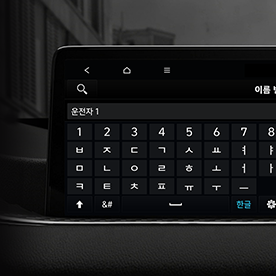 이름
운전자 1
1 2 3 4 5 6 7 8
ㅂ ㅈ ㄷ ㄱ ㅅ ㅛ ㅕ ㅑ
ㅁ ㄴ ㅇ ㄹ ㅎ ㅗ ㅓ ㅏ
ㅋ ㅌ ㅊ ㅍ ㅠ ㅜ ㅡ
&# 한글